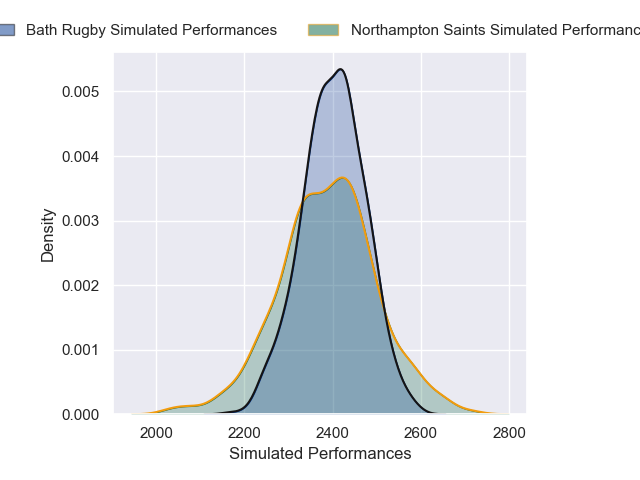 Bath Rugby Simulated Performances
Northampton Saints Simulated
0.005
0.004
0.003
0.002
0.001
0.000
Density
2000 2200 2400 2600 2800
Simulated Performances